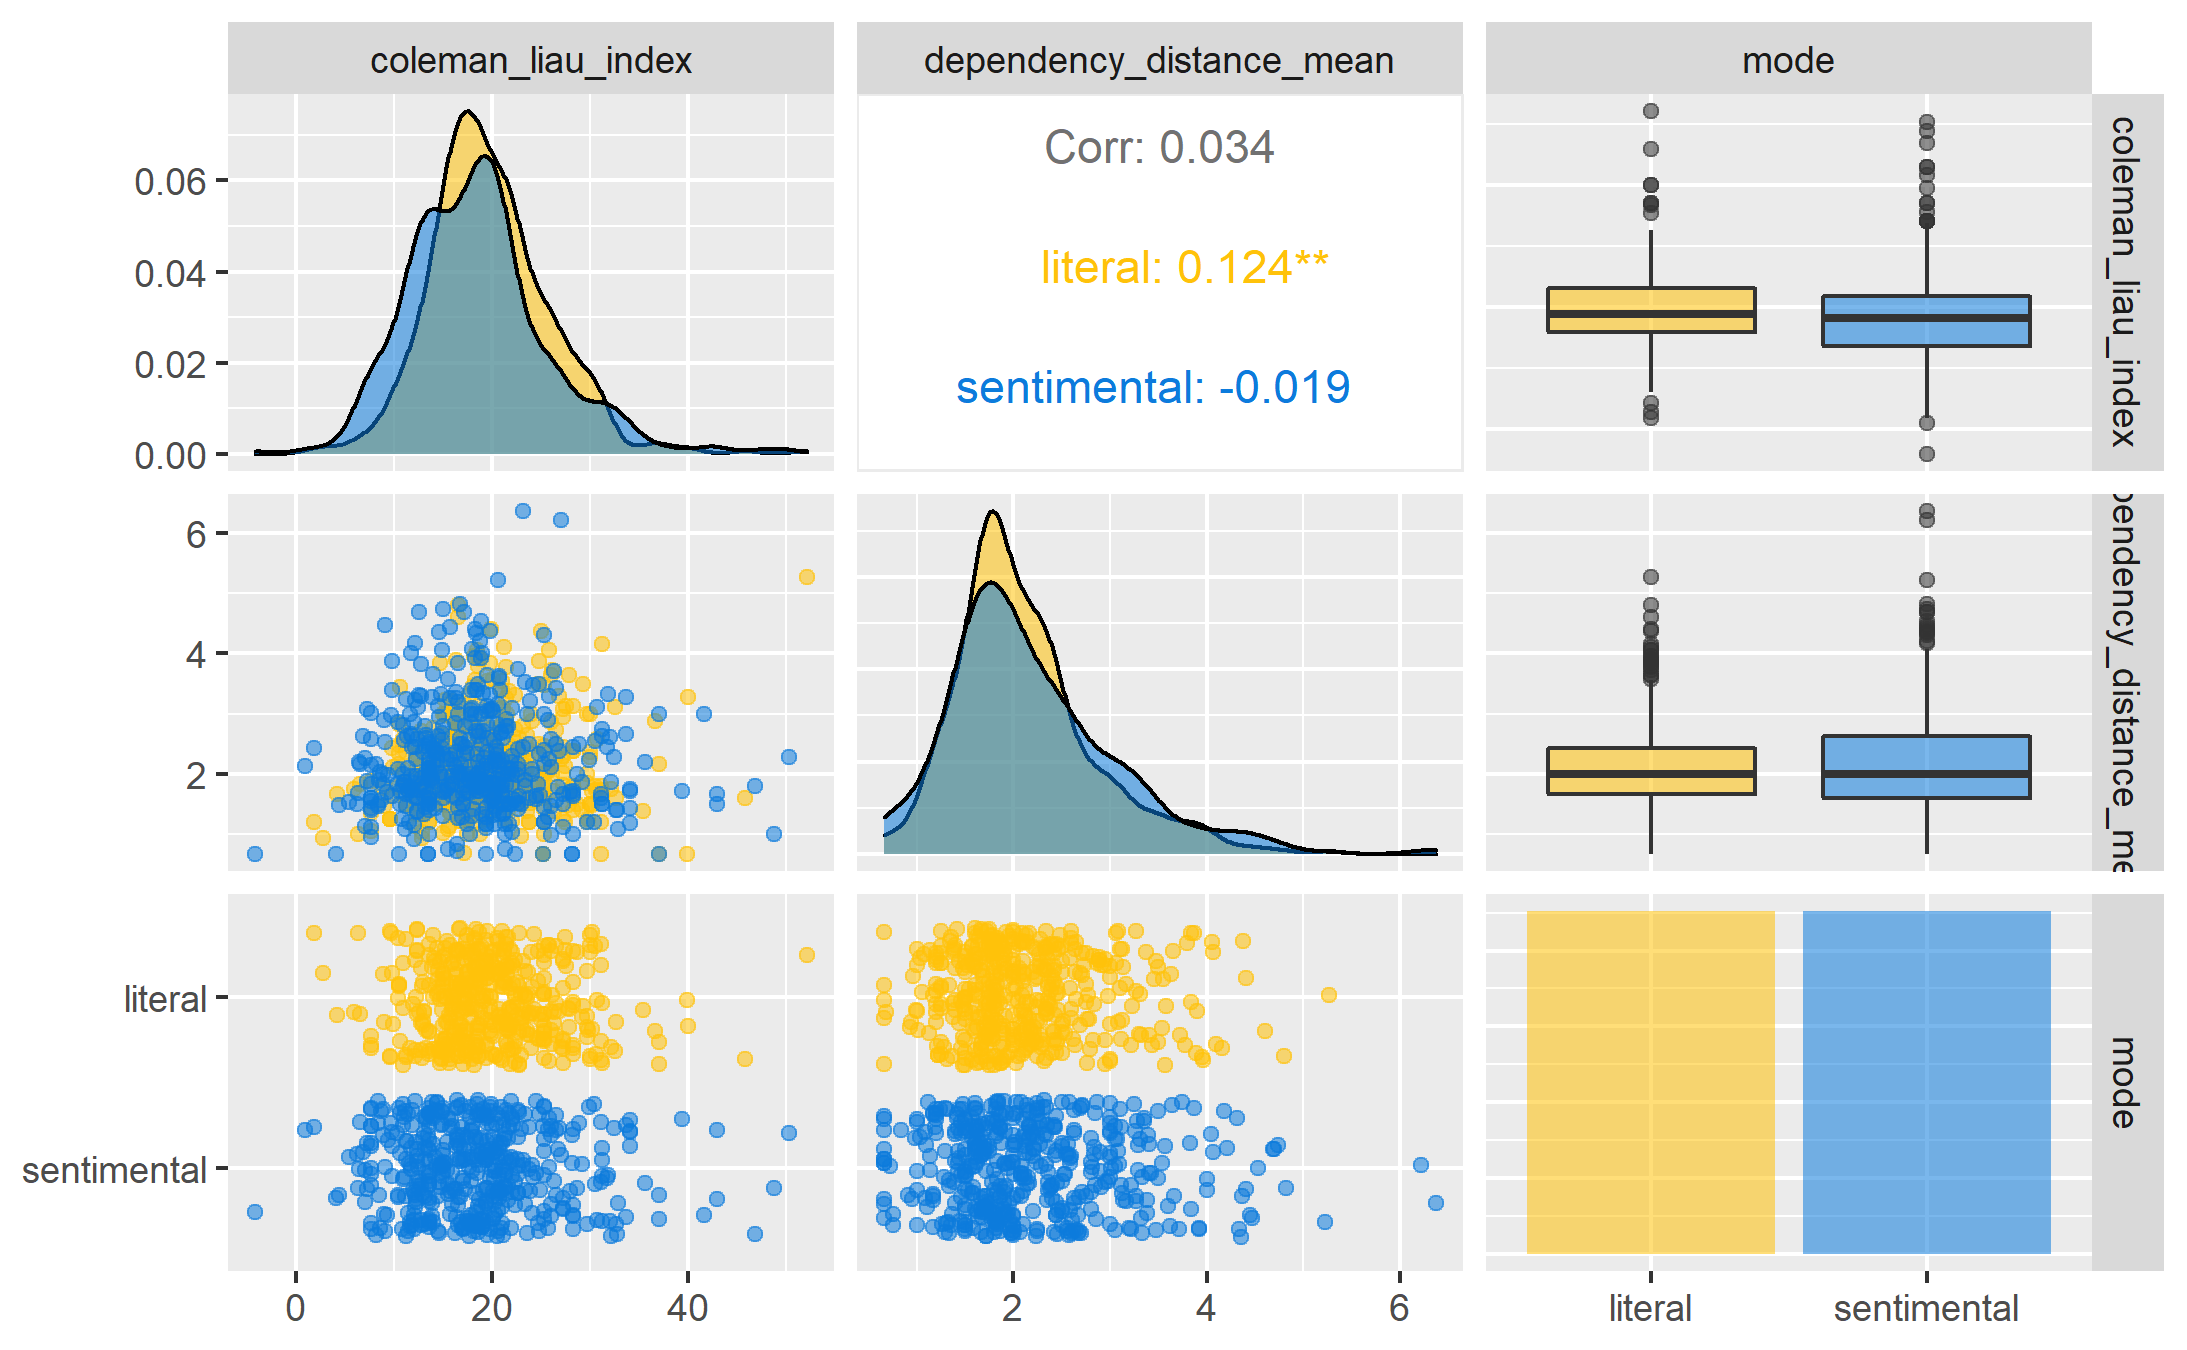 coleman_liau_index
dependency_distance_mean
mode
0.06
0.04
0.02
0.00
Corr: 0.034
literal: 0.124**
sentimental: -0.019
coleman_liau_index
6
4
2
pendency_distance_me
literal
sentimental
mode
0
20
40
2
4
6
literal
sentimental